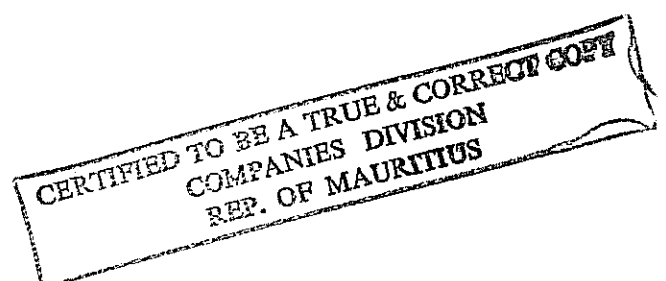 CERTIFIED TO BE A TRUE & CORRECT COPY
COMPANIES DIVISION
REP. OF MAURITIUS